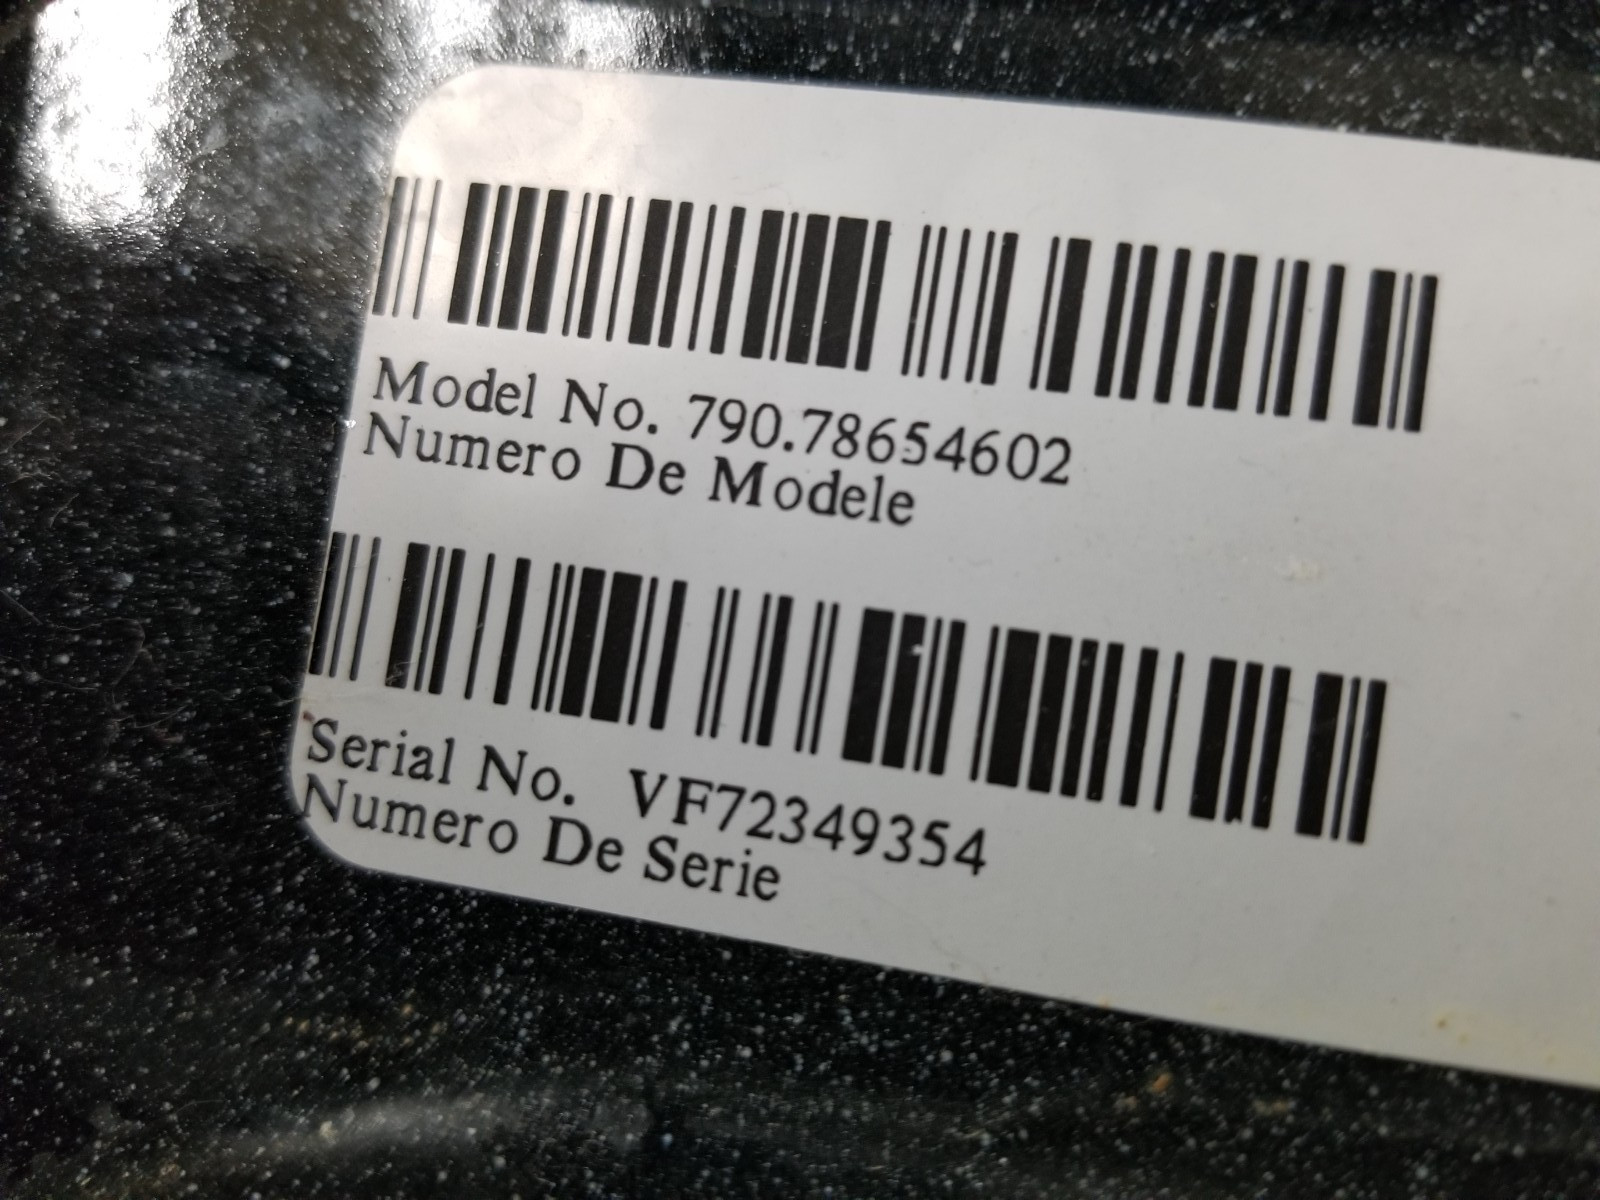 Model No. 790.78654602
Numero De Modele
Serial No. VF72349354
Numero De Serie